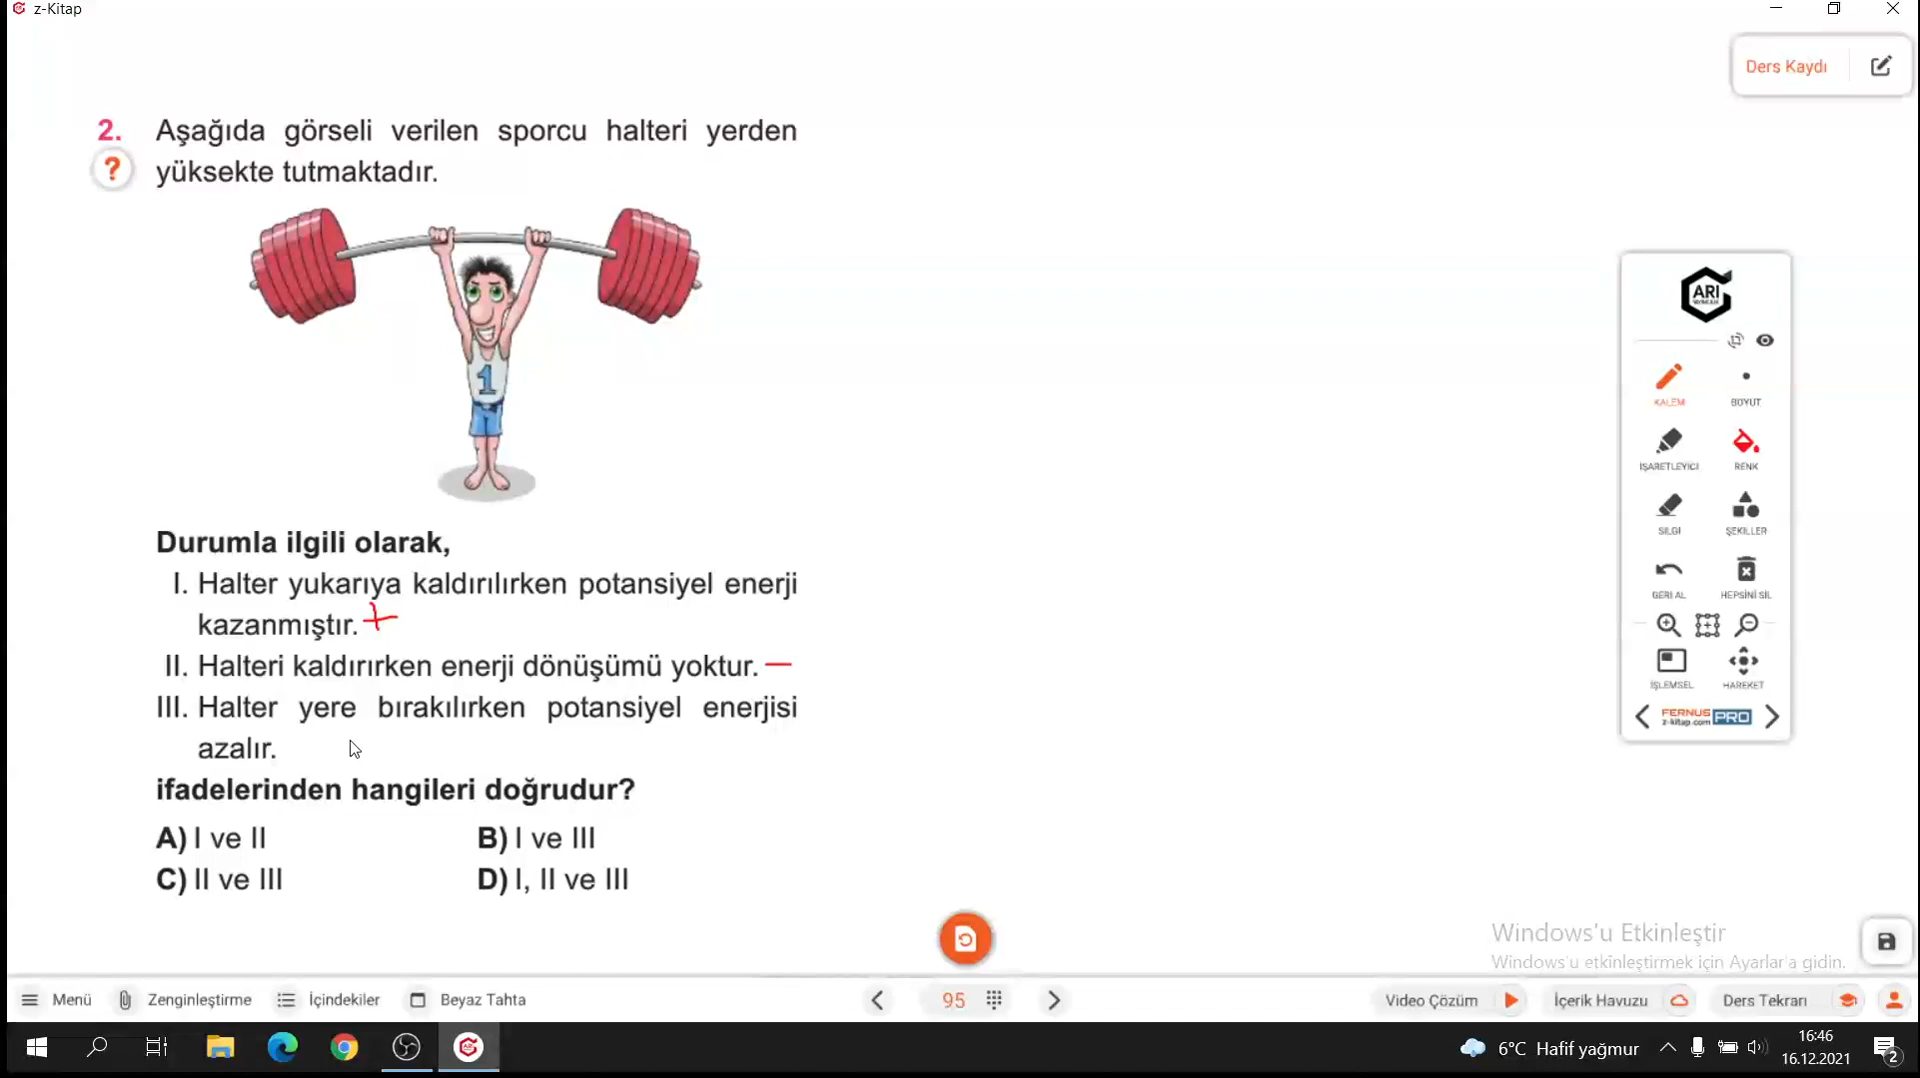 z-Kitap
Ders Kaydı
2. Aşağıda görseli verilen sporcu halteri yerden
? yüksekte tutmaktadır.
1
Durumla ilgili olarak,
I. Halter yukarıya kaldırılırken potansiyel enerji
kazanmıştır. +
II. Halteri kaldırırken enerji dönüşümü yoktur. —
III. Halter yere bırakılırken potansiyel enerjisi
azalır.
ifadelerinden hangileri doğrudur?
A) I ve II B) I ve III
C) II ve III D) I, II ve III
ARI
KALEM BOYUT
İŞARETLEYİCİ RENK
SİLGİ ŞEKİLLER
GERİ AL HEPSİNİ SİL
İŞLEMSEL HAREKET
FERNUS
z-kitap.com PRO
Windows'u Etkinleştir
Windows'u etkinleştirmek için Ayarlar'a gidin.
Menü Zenginleştirme İçindekiler Beyaz Tahta 95 Video Çözüm İçerik Havuzu Ders Tekrarı
6°C Hafif yağmur 16:46
16.12.2021 2